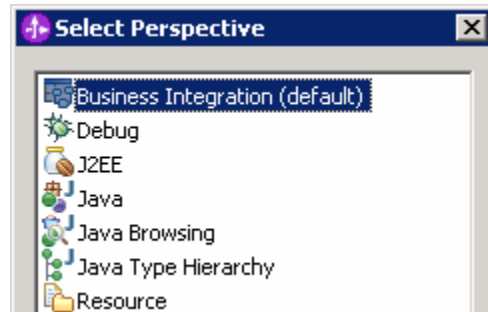 Select Perspective
Business Integration (default)
Debug
J2EE
Java
Java Browsing
Java Type Hierarchy
Resource